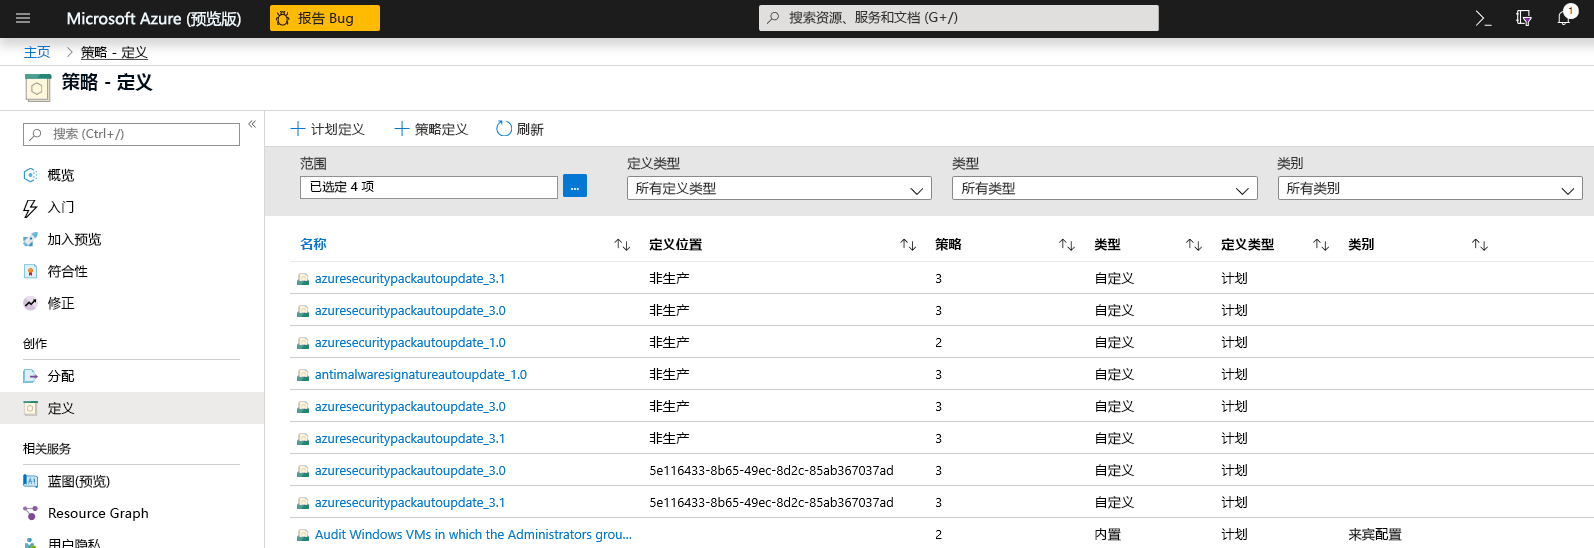 Microsoft Azure (预览版)
报告 Bug
搜索资源、服务和文档 (G+/)
1
主页
策略 - 定义
策略 - 定义
搜索 (Ctrl+/)
概览
入门
加入预览
符合性
修正
创作
分配
定义
相关服务
蓝图(预览)
Resource Graph
用户隐私
计划定义
策略定义
刷新
范围
已选定 4 项
...
定义类型
所有定义类型
类型
所有类型
类别
所有类别
名称 定义位置 策略 类型 定义类型 类别
azuresecuritypackautoupdate_3.1 非生产 3 自定义 计划
azuresecuritypackautoupdate_3.0 非生产 3 自定义 计划
azuresecuritypackautoupdate_1.0 非生产 2 自定义 计划
antimalwaresignatureautoupdate_1.0 非生产 3 自定义 计划
azuresecuritypackautoupdate_3.0 非生产 3 自定义 计划
azuresecuritypackautoupdate_3.1 非生产 3 自定义 计划
azuresecuritypackautoupdate_3.0 5e116433-8b65-49ec-8d2c-85ab367037ad 3 自定义 计划
azuresecuritypackautoupdate_3.1 5e116433-8b65-49ec-8d2c-85ab367037ad 3 自定义 计划
Audit Windows VMs in which the Administrators grou... 2 内置 计划 来宾配置